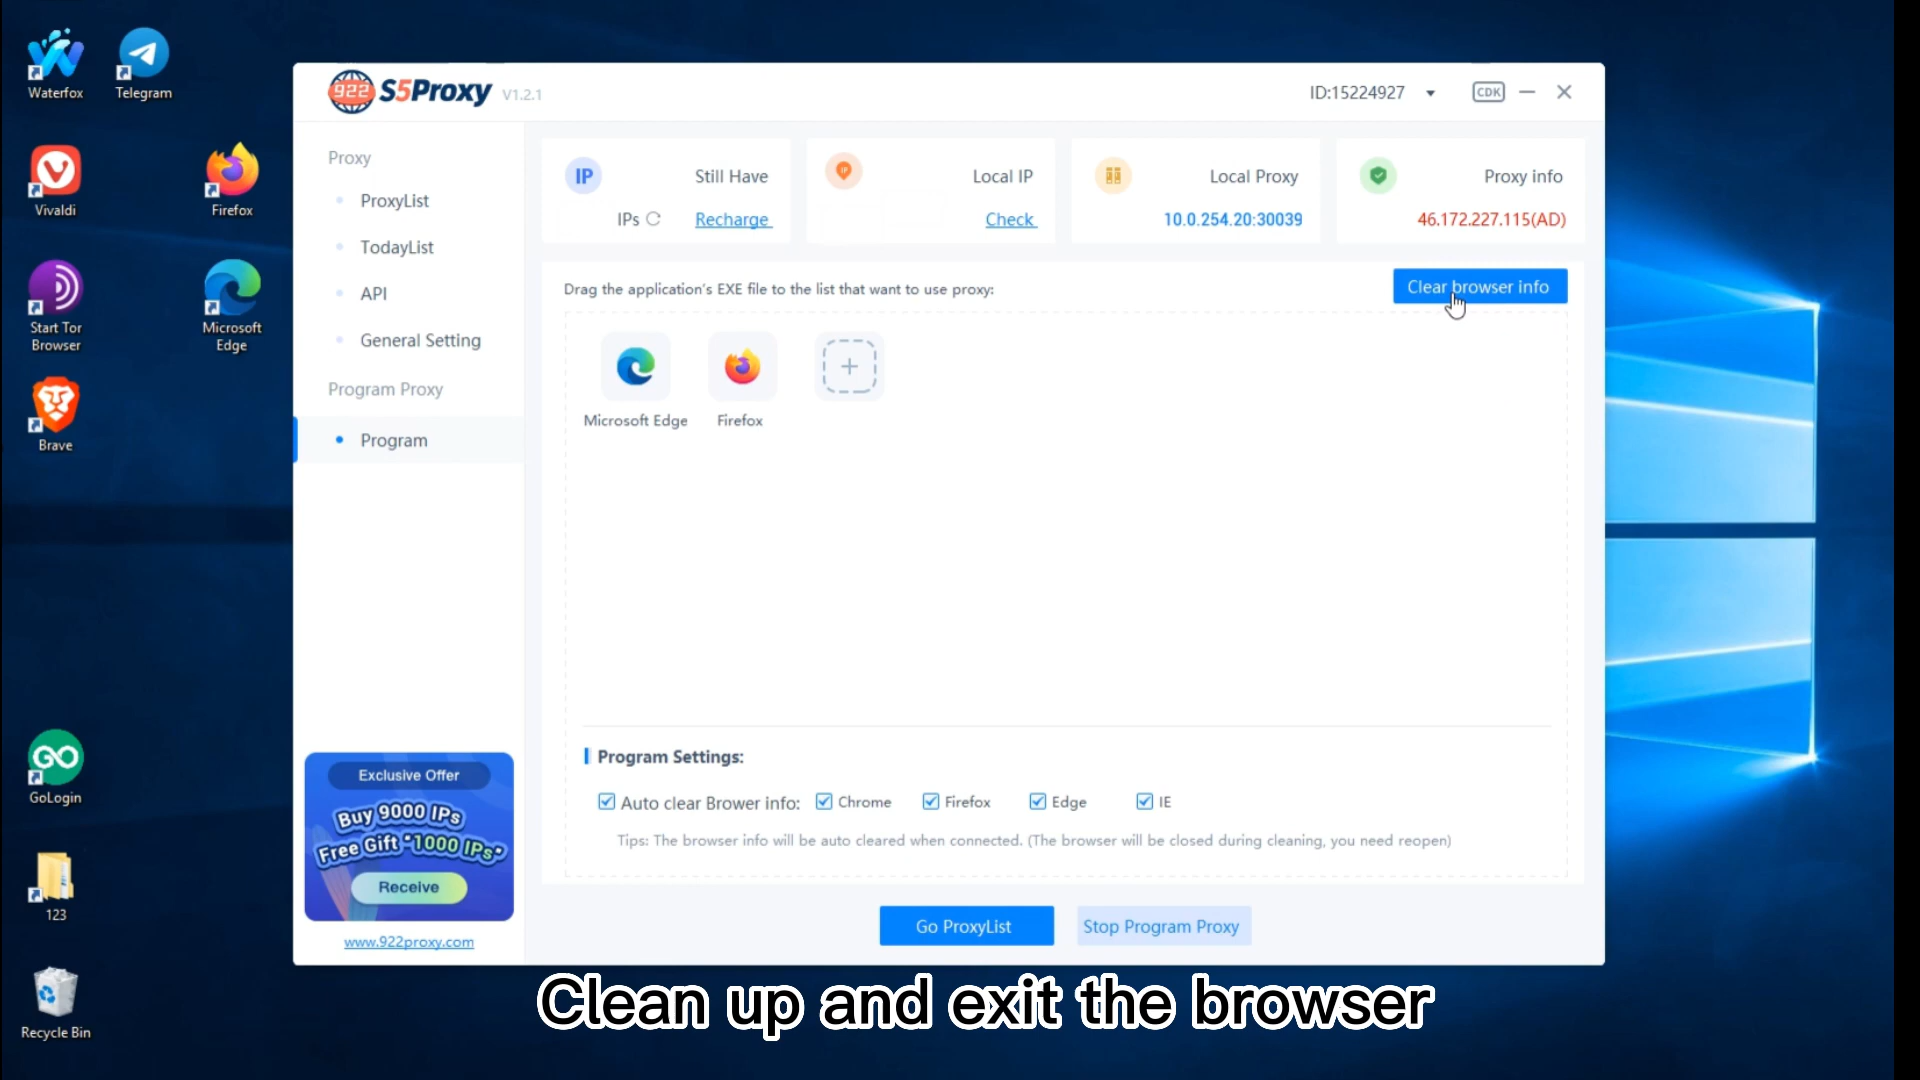 Waterfox
Telegram
Vivaldi
Firefox
Start Tor
Browser
Microsoft
Edge
Brave
GoLogin
123
Recycle Bin
922 S5Proxy V1.2.1
ID:15224927
CDK
Proxy
ProxyList
TodayList
API
General Setting
Program Proxy
Program
IP
Still Have
IPs
Recharge
Local IP
Check
Local Proxy
10.0.254.20:30039
Proxy info
46.172.227.115(AD)
Drag the application's EXE file to the list that want to use proxy:
Clear browser info
Microsoft Edge
Firefox
Program Settings:
Auto clear Brower info: Chrome Firefox Edge IE
Tips: The browser info will be auto cleared when connected. (The browser will be closed during cleaning, you need reopen)
Exclusive Offer
Buy 9000 IPs
Free Gift "1000 IPs"
Receive
www.922proxy.com
Go ProxyList
Stop Program Proxy
Clean up and exit the browser